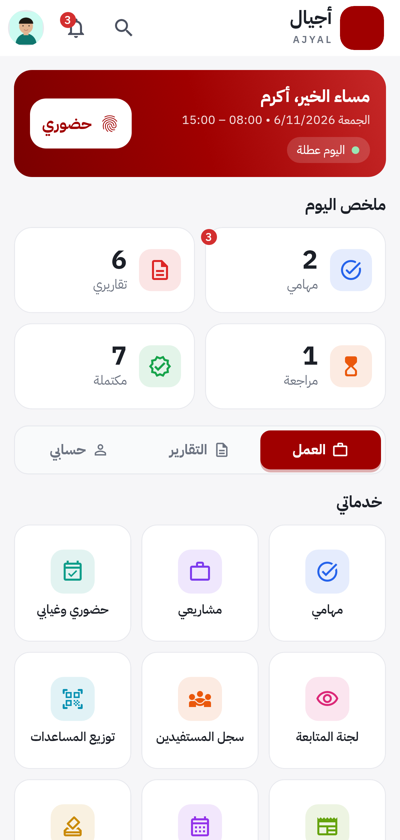 أجيال
AJYAL
3
مساء الخير، أكرم
الجمعة 6/11/2026 • 08:00 – 15:00
اليوم عطلة
حضوري
ملخص اليوم
3
2
مهامي
6
تقاريري
1
مراجعة
7
مكتملة
العمل
التقارير
حسابي
خدماتي
مهامي
مشاريعي
حضوري وغيابي
لجنة المتابعة
سجل المستفيدين
توزيع المساعدات